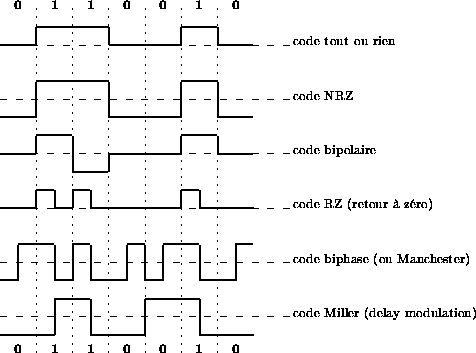 0 1 1 0 0 1 0
code tout ou rien
code NRZ
code bipolaire
code RZ (retour à zéro)
code biphase (ou Manchester)
code Miller (delay modulation)
0 1 1 0 0 1 0